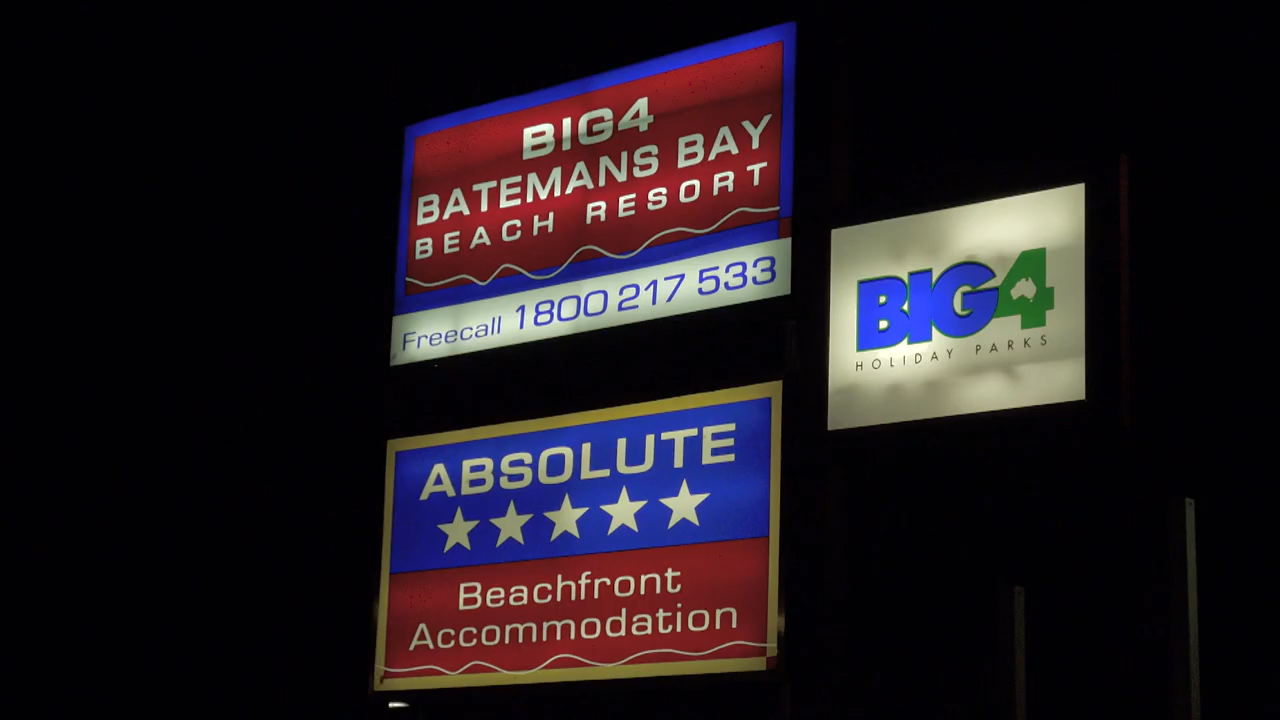 BIG4
BATEMANS BAY
BEACH RESORT
Freecall 1800 217 533
BIG4
HOLIDAY PARKS
ABSOLUTE
Beachfront
Accommodation